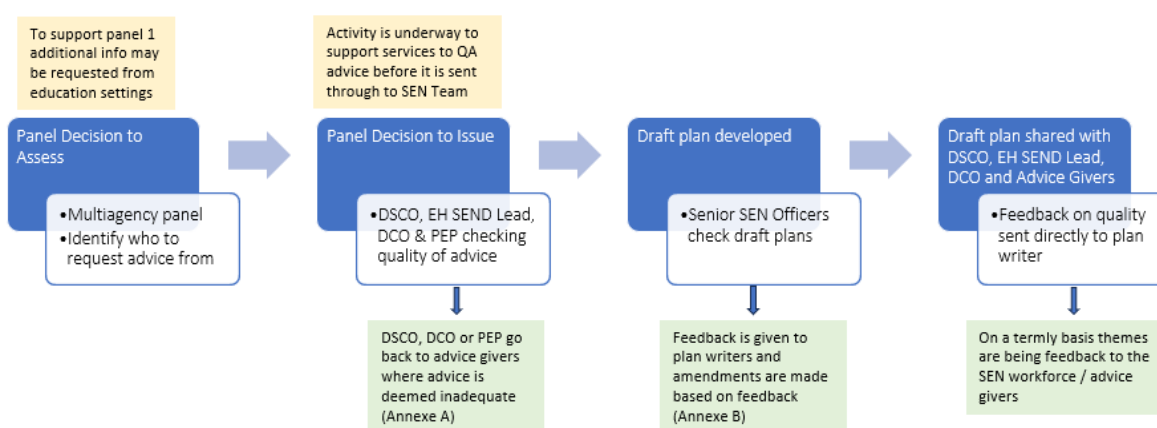 To support panel 1
additional info may
be requested from
education settings
Activity is underway to
support services to QA
advice before it is sent
through to SEN Team
Panel Decision to
Assess
•Multiagency panel
•Identify who to
request advice from
Panel Decision to Issue
•DSCO, EH SEND Lead,
DCO & PEP checking
quality of advice
DSCO, DCO or PEP go
back to advice givers
where advice is
deemed inadequate
(Annexe A)
Draft plan developed
•Senior SEN Officers
check draft plans
Feedback is given to
plan writers and
amendments are made
based on feedback
(Annexe B)
Draft plan shared with
DSCO, EH SEND Lead,
DCO and Advice Givers
•Feedback on quality
sent directly to plan
writer
On a termly basis themes
are being feedback to the
SEN workforce / advice
givers